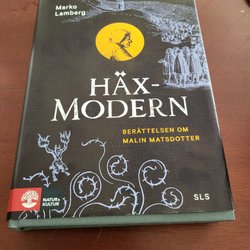 Marko
Lamberg
HÄX-
MODERN
BERÄTTELSEN OM
MALIN MATSDOTTER
NATUR &
KULTUR
SLS